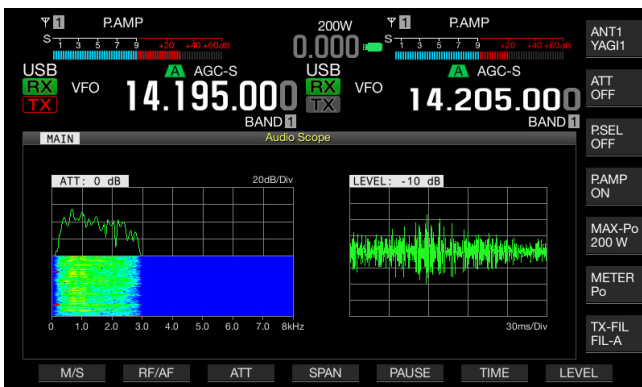 1 P.AMP 200W 1 P.AMP
S 1 3 5 7 9 +20 +40 +60dB 0.000 S 1 3 5 7 9 +20 +40 +60dB
USB A AGC-S USB A AGC-S
RX VFO 14.195.000 RX VFO 14.205.000
TX BAND 1 TX BAND 1
MAIN Audio Scope
ATT: 0 dB 20dB/Div LEVEL: -10 dB
0 1.0 2.0 3.0 4.0 5.0 6.0 7.0 8kHz 30ms/Div
M/S RF/AF ATT SPAN PAUSE TIME LEVEL
ANT1
YAGI1
ATT
OFF
P.SEL
OFF
P.AMP
ON
MAX-Po
200 W
METER
Po
TX-FIL
FIL-A